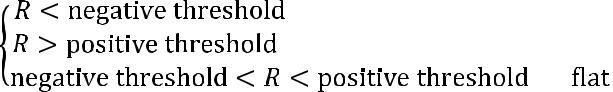 R < negative threshold
R > positive threshold
negative threshold < R < positive threshold flat